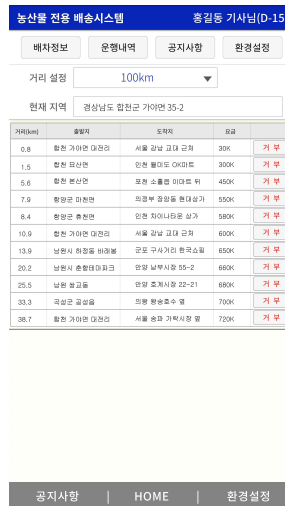 농산물 전용 배송시스템 홍길동 기사님(D-15
배차정보 운행내역 공지사항 환경설정
거리 설정 100km
현재 지역 경상남도 합천군 가야면 35-2
거리(km) 출발지 도착지 요금
0.8 합천 가야면 대전리 서울 강남 교대 근처 30K 거 부
1.5 합천 묘산면 인천 월미도 OK마트 300K 거 부
5.6 합천 봉산면 포천 소흘읍 이마트 뒤 450K 거 부
7.9 함양군 마천면 의정부 장암동 현대상가 550K 거 부
8.4 함양군 휴천면 인천 차이나타운 상가 580K 거 부
10.9 합천 가야면 대전리 서울 강남 교대 근처 600K 거 부
13.9 남원시 하정동 바래봉 군포 구사거리 한국쇼핑 650K 거 부
20.2 남원시 춘향테마파크 안양 남부시장 55-2 660K 거 부
25.5 남원 쌍교동 안양 호계시장 22-21 680K 거 부
33.3 곡성군 곡성읍 의왕 왕송호수 옆 700K 거 부
38.7 합천 가야면 대전리 서울 송파 가락시장 옆 720K 거 부
공지사항 | HOME | 환경설정